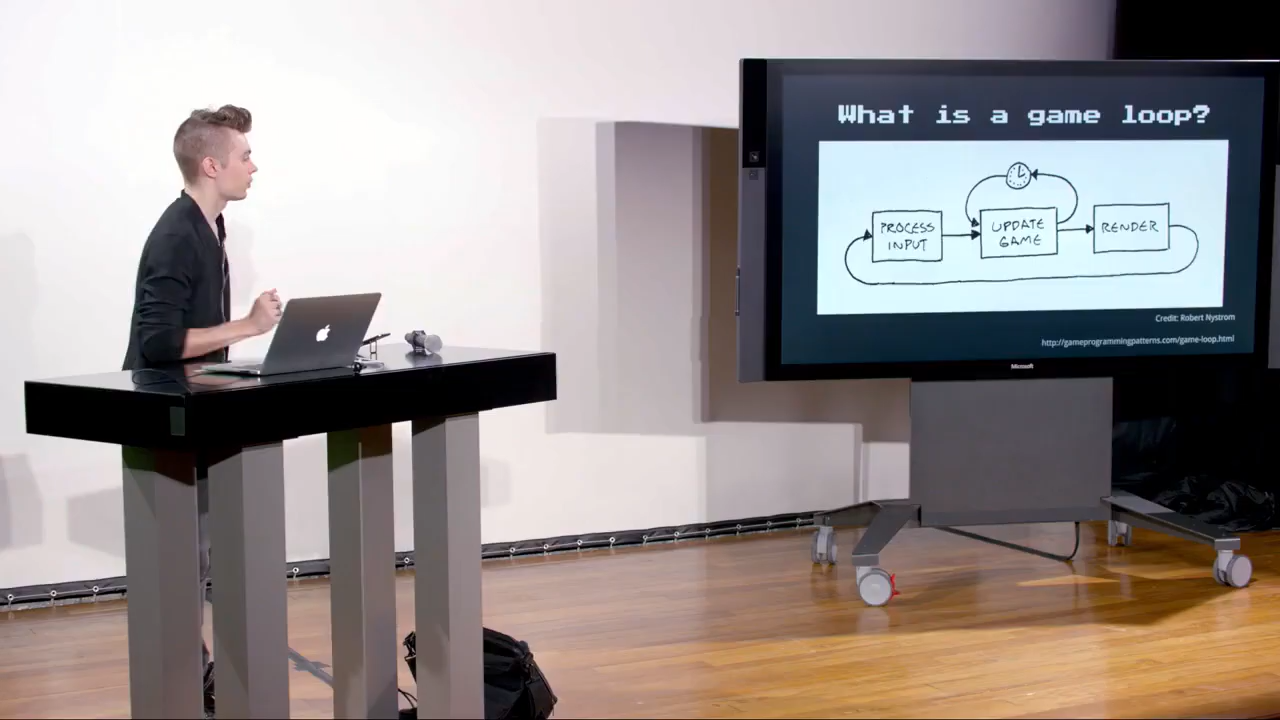 What is a game loop?
PROCESS
INPUT
UPDATE
GAME
RENDER
Credit: Robert Nystrom
http://gameprogrammingpatterns.com/game-loop.html
Microsoft